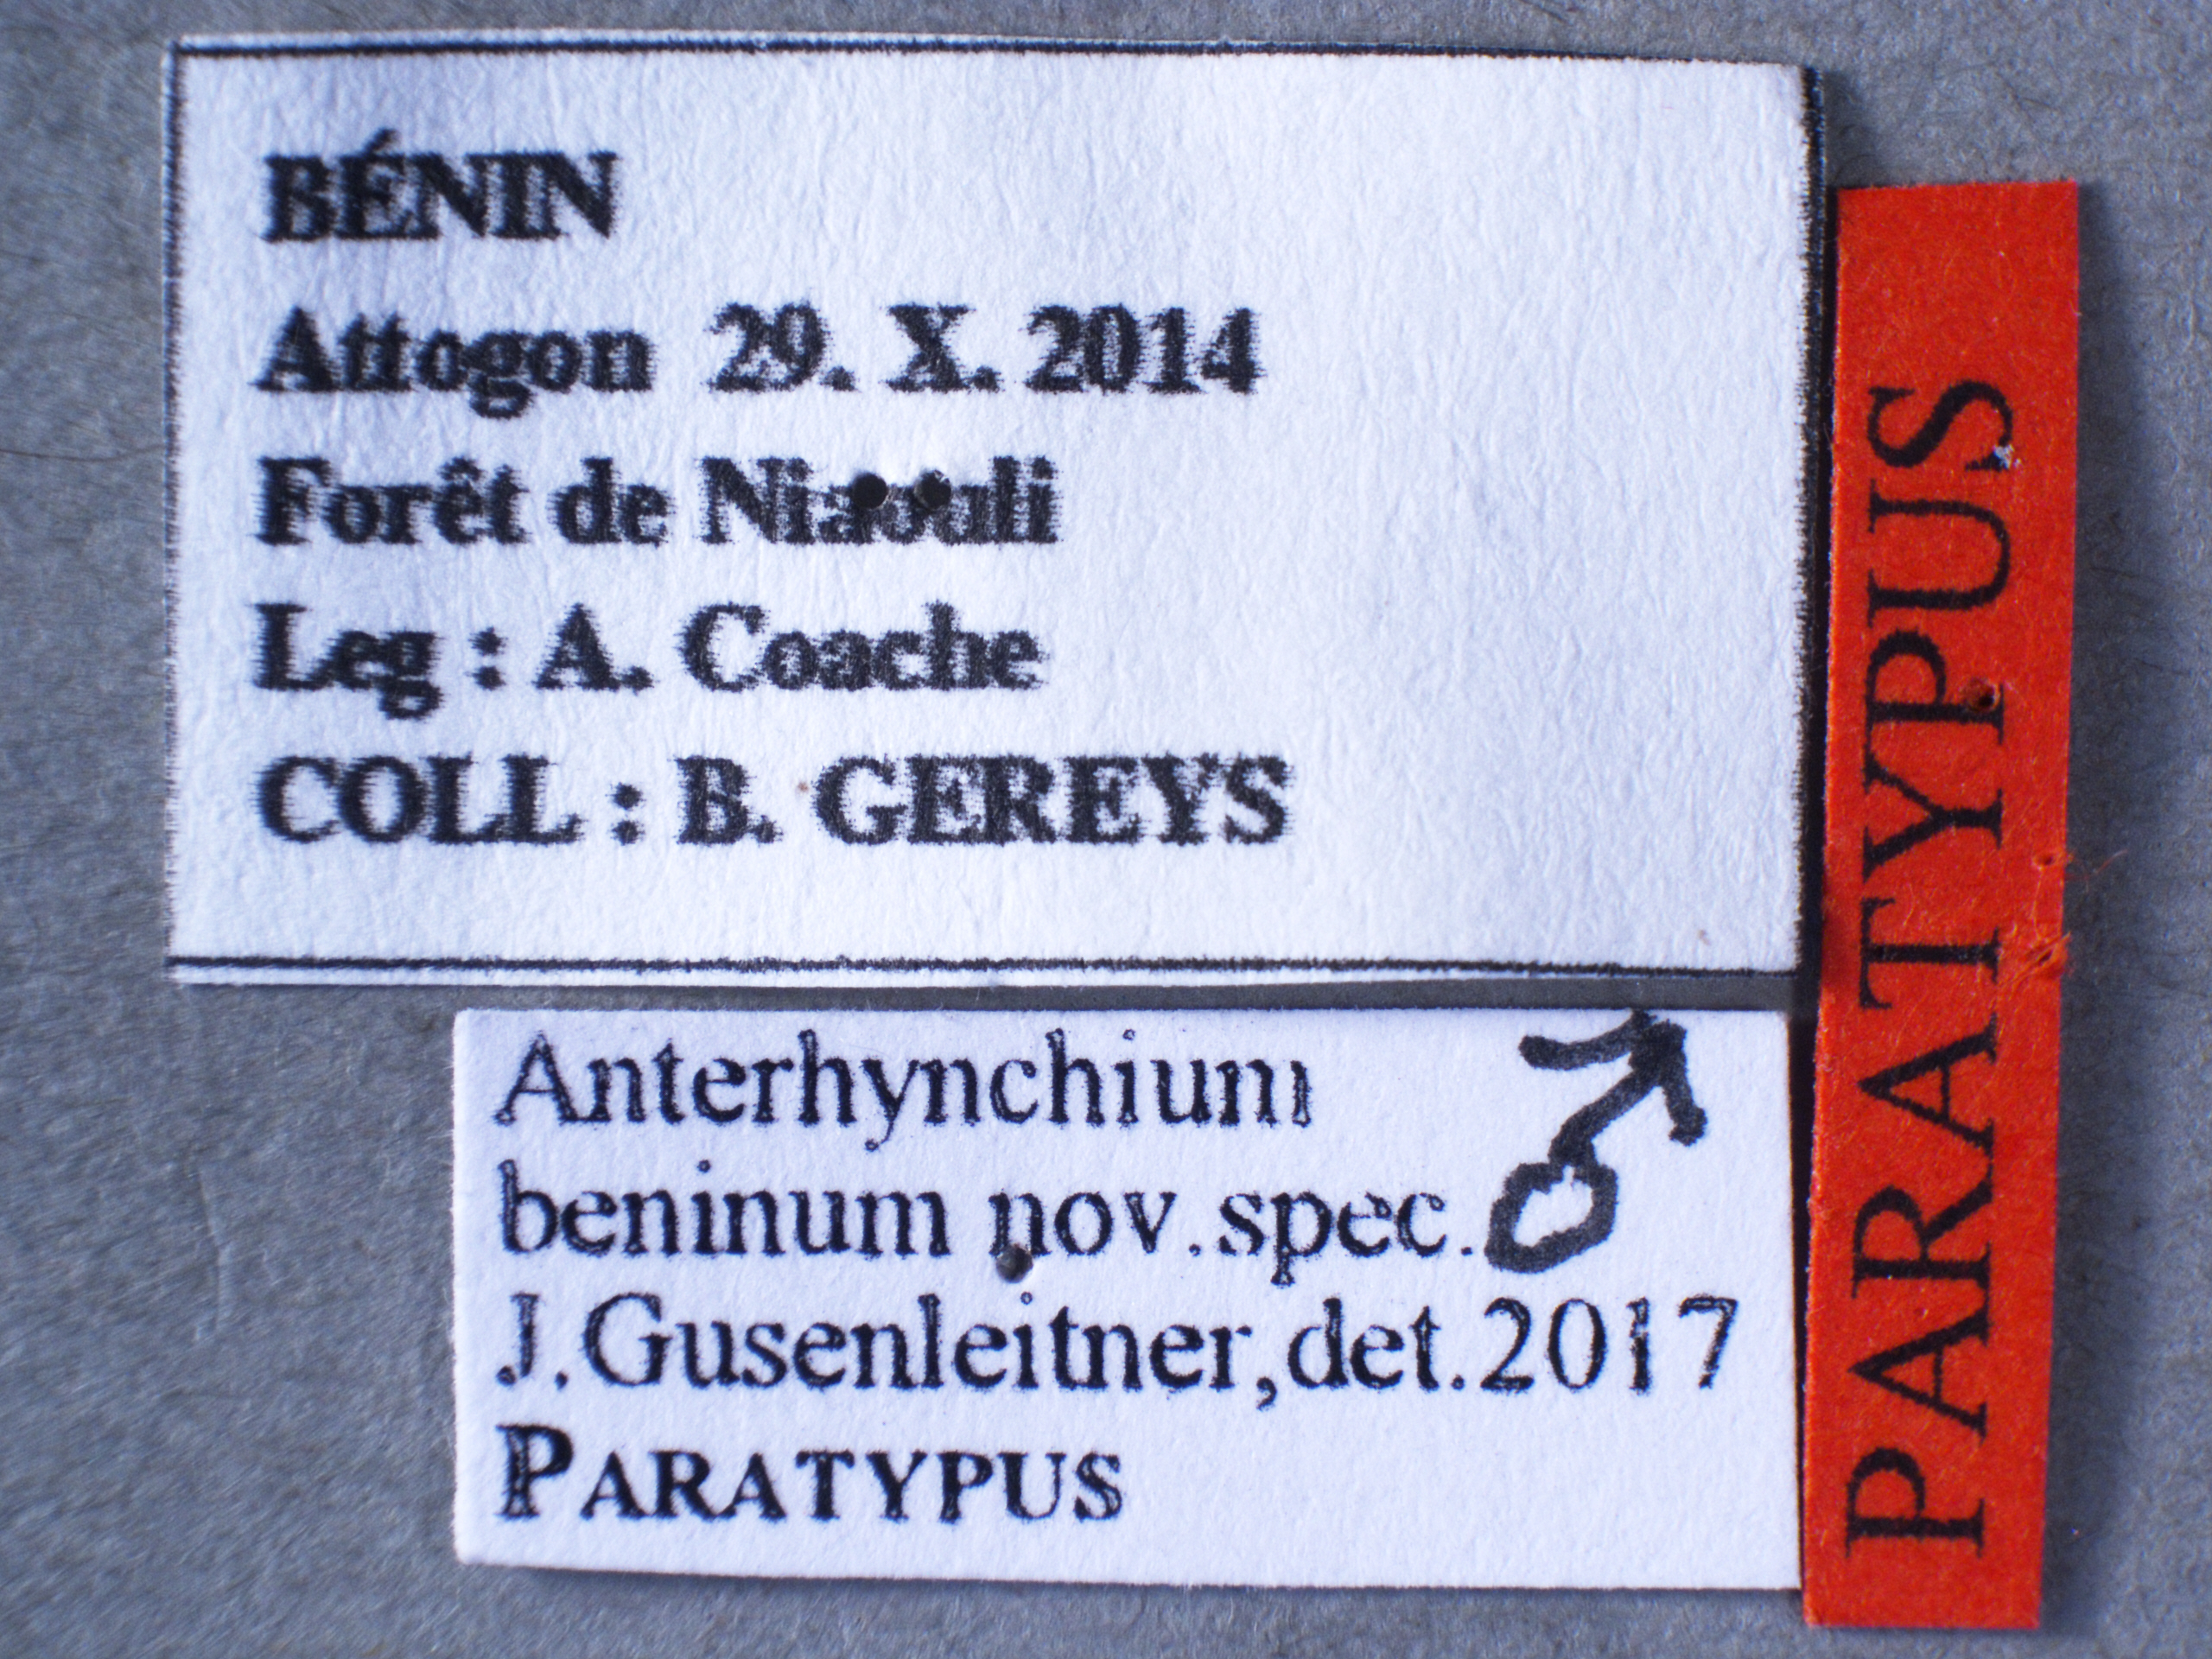 BÉNIN
Attogon 29. X. 2014
Forêt de Niaouli
Leg : A. Coache
COLL : B. GEREYS
Anterhynchium ♂
beninum nov.spec.
J.Gusenleitner,det.2017
PARATYPUS
PARATYPUS